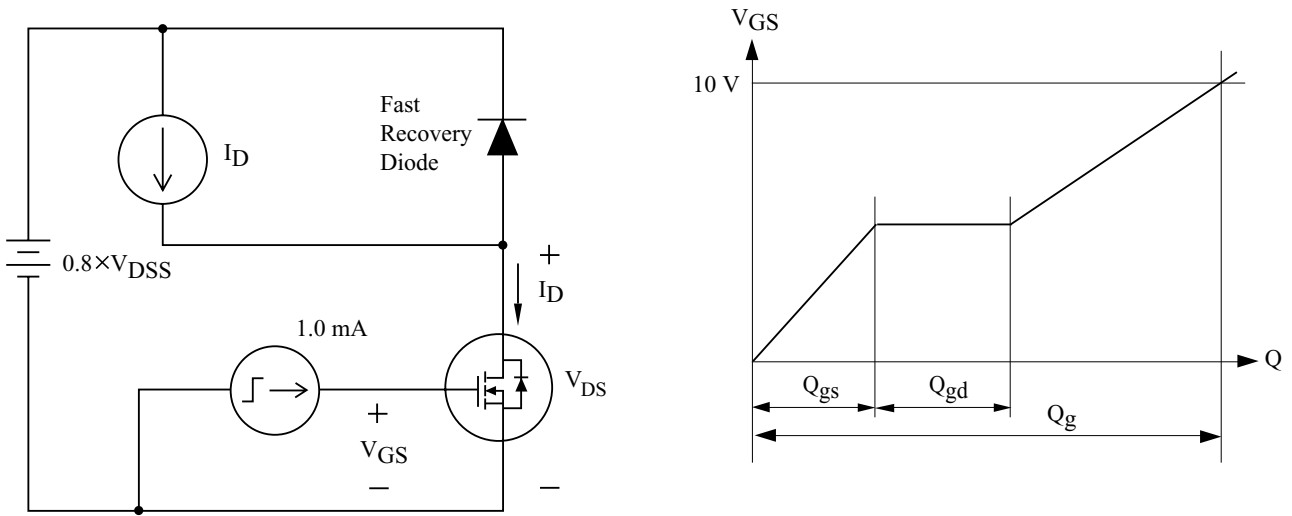 Fast
Recovery
Diode
I_D
0.8×V_DSS
+
I_D
1.0 mA
V_DS
+
V_GS
−
−
V_GS
10 V
Q
Q_gs
Q_gd
Q_g